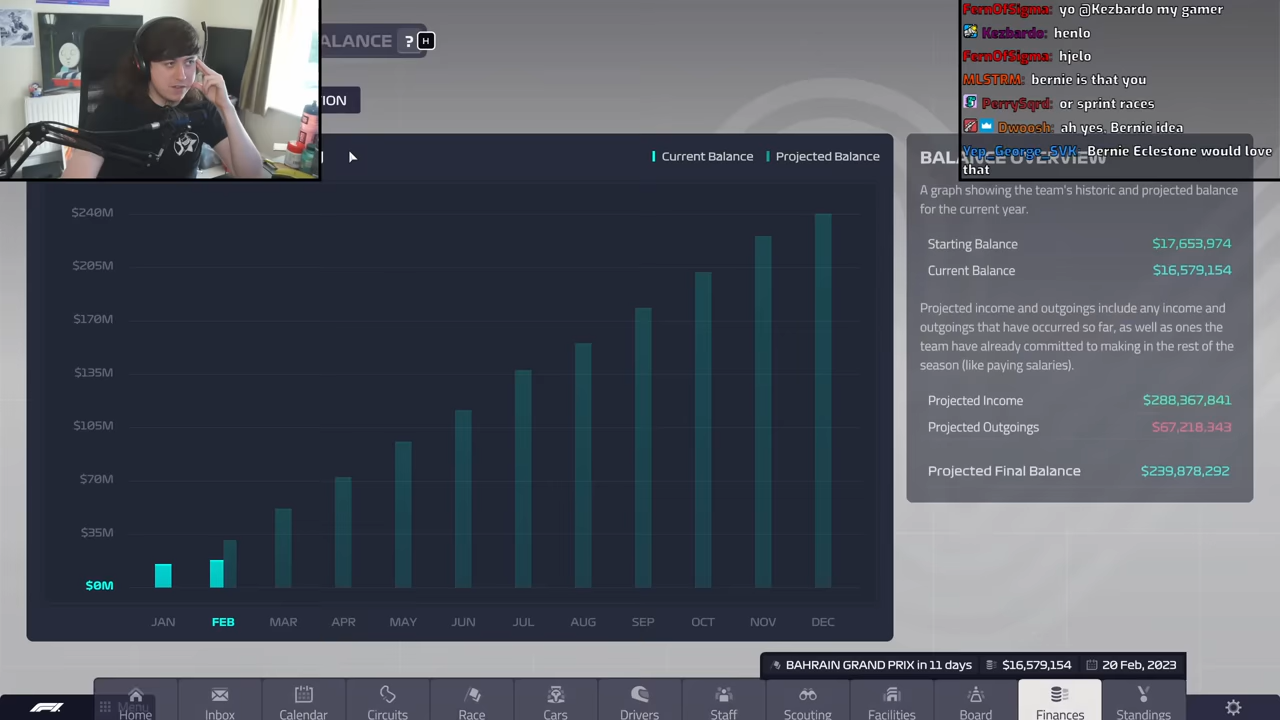 ALANCE ? H
ION
FernOfSigma: yo @Kezbardo my gamer
Kezbardo: henlo
FernOfSigma: hjelo
MLSTRM: bernie is that you
PerrySqrd: or sprint races
Dwoosh: ah yes, Bernie idea
Yep_George_SVK: Bernie Eclestone would love
that
Current Balance
Projected Balance
$240M
$205M
$170M
$135M
$105M
$70M
$35M
$0M
JAN FEB MAR APR MAY JUN JUL AUG SEP OCT NOV DEC
BALANCE OVERVIEW
A graph showing the team's historic and projected balance
for the current year.
Starting Balance $17,653,974
Current Balance $16,579,154
Projected income and outgoings include any income and
outgoings that have occurred so far, as well as ones the
team have already committed to making in the rest of the
season (like paying salaries).
Projected Income $288,367,841
Projected Outgoings $67,218,343
Projected Final Balance $239,878,292
BAHRAIN GRAND PRIX in 11 days $16,579,154 20 Feb, 2023
F1 Menu Home Inbox Calendar Circuits Race Cars Drivers Staff Scouting Facilities Board Finances Standings